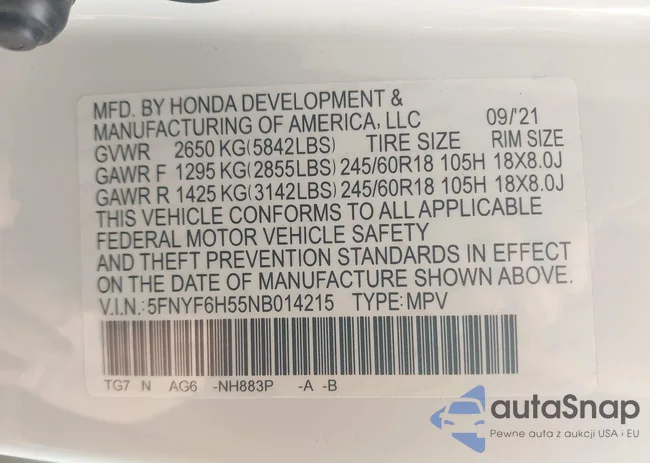 MFD. BY HONDA DEVELOPMENT &
MANUFACTURING OF AMERICA, LLC 09/'21
GVWR 2650 KG(5842LBS) TIRE SIZE RIM SIZE
GAWR F 1295 KG(2855LBS) 245/60R18 105H 18X8.0J
GAWR R 1425 KG(3142LBS) 245/60R18 105H 18X8.0J
THIS VEHICLE CONFORMS TO ALL APPLICABLE
FEDERAL MOTOR VEHICLE SAFETY
AND THEFT PREVENTION STANDARDS IN EFFECT
ON THE DATE OF MANUFACTURE SHOWN ABOVE.
V.I.N.: 5FNYF6H55NB014215 TYPE: MPV
TG7 N AG6 -NH883P -A -B
autaSnap
Pewne auta z aukcji USA i EU